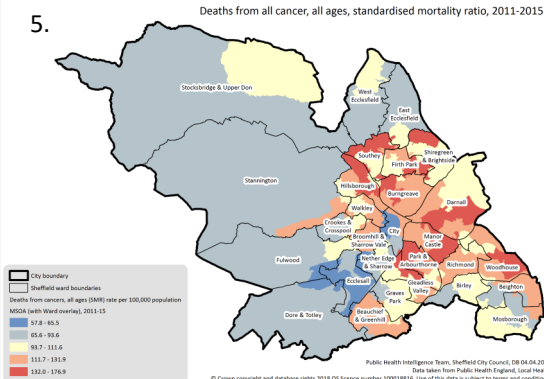 Deaths from all cancer, all ages, standardised mortality ratio, 2011-2015
5.
Stocksbridge & Upper Don
West
Ecclesfield
East
Ecclesfield
Southey
Shiregreen
& Brightside
Firth Park
Stannington
Hillsborough
Burngreave
Walkley
Darnall
Crookes &
Crosspool
City
Broomhill &
Sharrow Vale
Manor
Castle
Fulwood
Nether Edge
& Sharrow
Park &
Arbourthorne
Richmond
Woodhouse
Ecclesall
Gleadless
Valley
Birley
Beighton
Graves
Park
Dore & Totley
Beauchief
& Greenhill
Mosborough
City boundary
Sheffield ward boundaries
Deaths from cancer, all ages (SMR) rate per 100,000 population
MSOA (with Ward overlay), 2011-15
57.8 - 65.5
65.6 - 93.6
93.7 - 111.6
111.7 - 131.9
132.0 - 176.9
Public Health Intelligence Team, Sheffield City Council, DB 04.04.20
Data taken from Public Health England, Local Heal
© Crown copyright and database rights 2018 OS licence number 100018816. Use of this data is subject to terms and condition